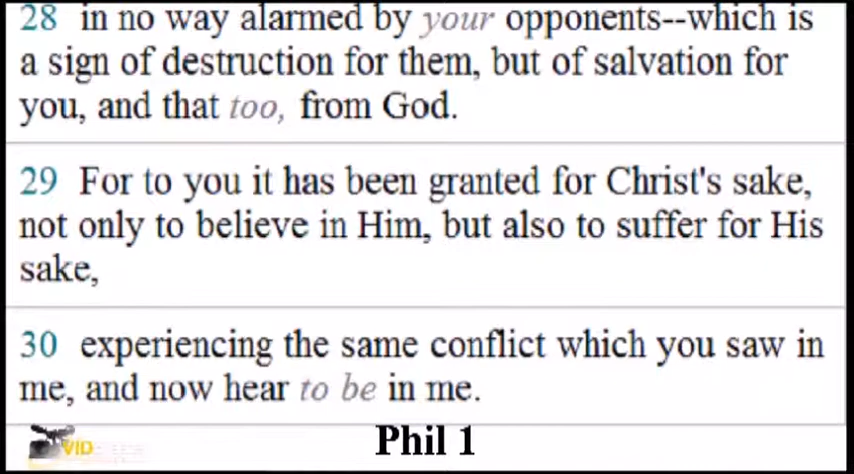 28 in no way alarmed by your opponents--which is
a sign of destruction for them, but of salvation for
you, and that too, from God.
29 For to you it has been granted for Christ's sake,
not only to believe in Him, but also to suffer for His
sake,
30 experiencing the same conflict which you saw in
me, and now hear to be in me.
VID
Phil 1